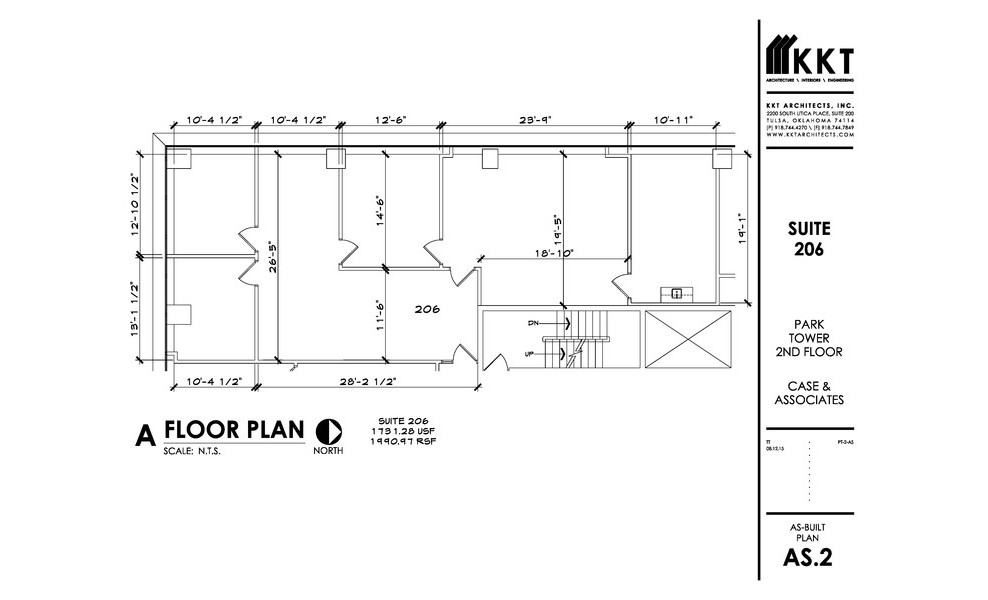 10'-4 1/2"
10'-4 1/2"
12'-6"
23'-9"
10'-11"
12'-10 1/2"
13'-1 1/2"
26'-5"
14'-6"
11'-6"
19'-5"
18'-10"
19'-1"
206
DN
UP
10'-4 1/2"
28'-2 1/2"
A FLOOR PLAN
SCALE: N.T.S.
NORTH
SUITE 206
1731.28 USF
1990.97 RSF
KKT
ARCHITECTURE \ INTERIORS \ ENGINEERING
KKT ARCHITECTS, INC.
2200 SOUTH UTICA PLACE, SUITE 200
TULSA, OKLAHOMA 74114
[P] 918.744.4270 \ [F] 918.744.7849
WWW.KKTARCHITECTS.COM
SUITE
206
PARK
TOWER
2ND FLOOR
CASE &
ASSOCIATES
TT
08.12.15
PT-2-AS
AS-BUILT
PLAN
AS.2